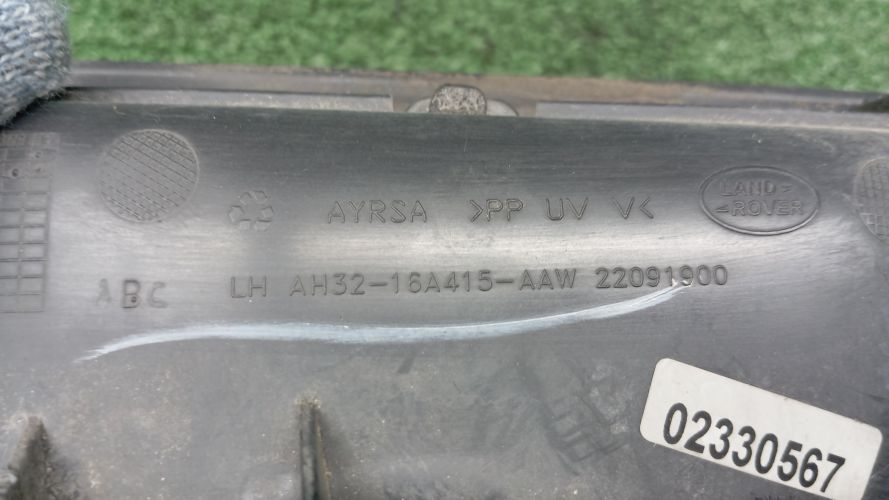 AYRSA >PP UV V<
LAND-
-ROVER
ABC
LH AH32-16A415-AAW 22091900
02330567